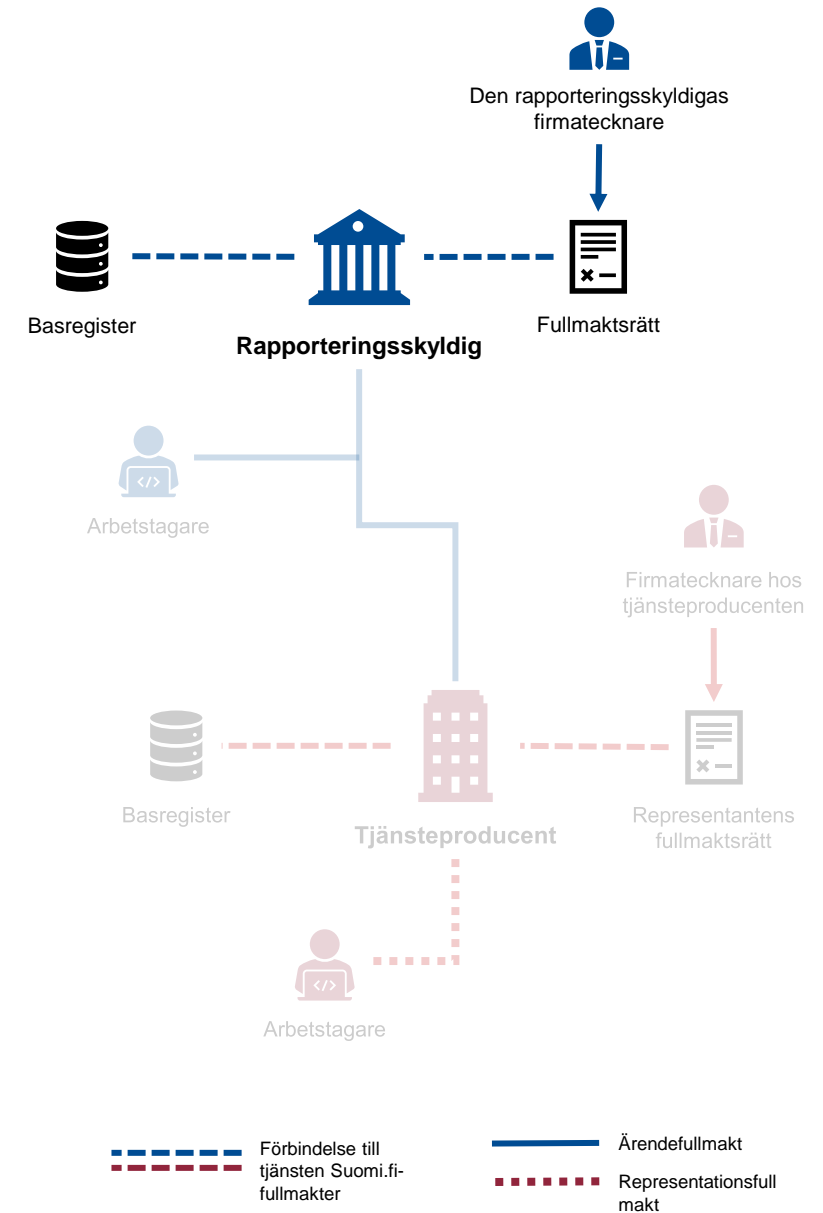 Den rapporteringsskyldigas
firmatecknare
Basregister
Rapporteringsskyldig
Fullmaktsrätt
</>
Arbetstagare
Firmatecknare hos
tjänsteproducenten
Basregister
Tjänsteproducent
Representantens
fullmaktsrätt
</>
Arbetstagare
Förbindelse till
tjänsten Suomi.fi-
fullmakter
Ärendefullmakt
Representationsfull
makt